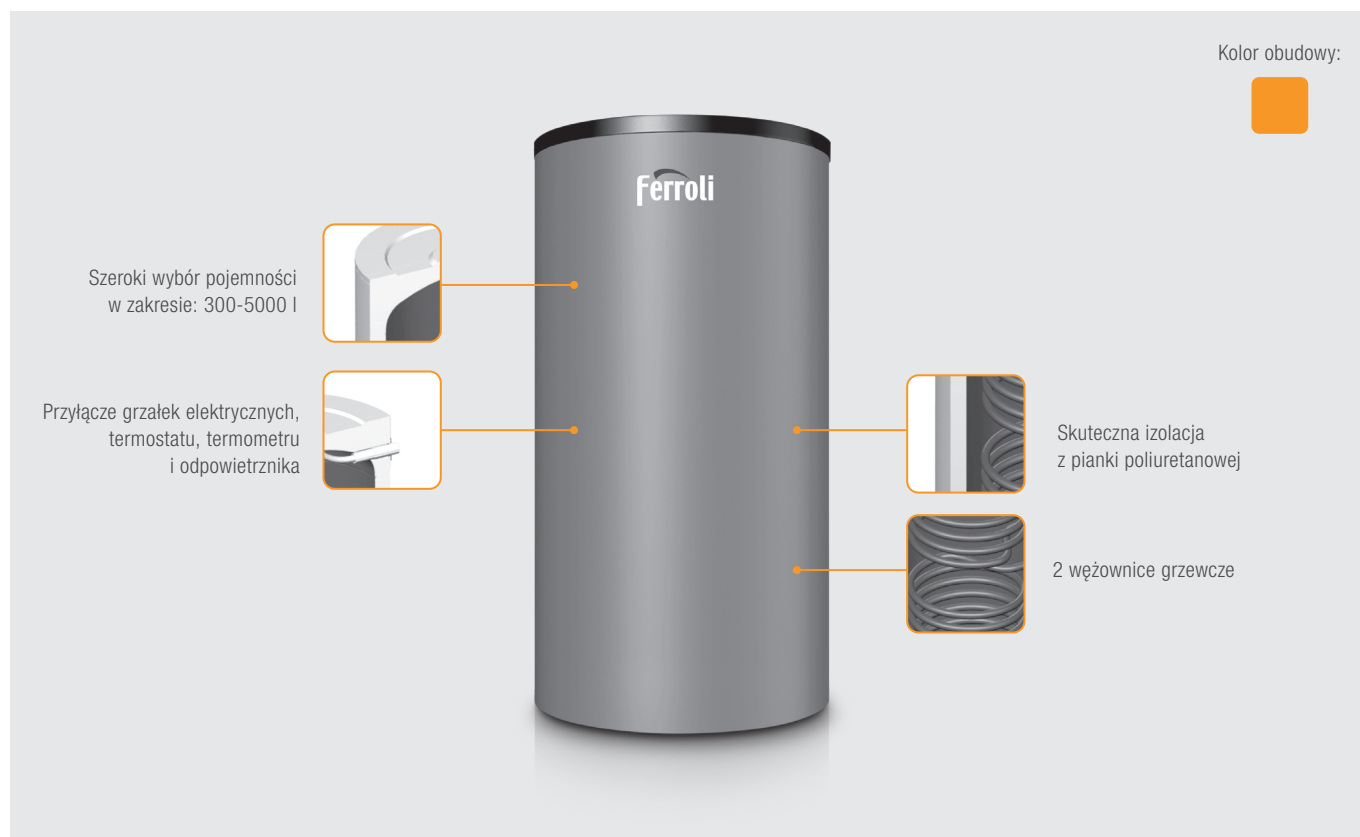 Kolor obudowy:
Ferroli
Szeroki wybór pojemności
w zakresie: 300-5000 l
Przyłącze grzałek elektrycznych,
termostatu, termometru
i odpowietrznika
Skuteczna izolacja
z pianki poliuretanowej
2 wężownice grzewcze